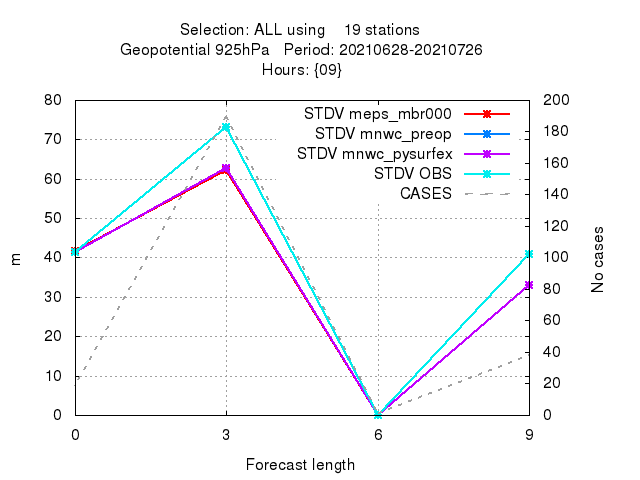 Selection: ALL using    19 stations
Geopotential 925hPa   Period: 20210628-20210726
Hours: {09}
STDV meps_mbr000
STDV mnwc_preop
STDV mnwc_pysurfex
STDV OBS
CASES
80
70
60
50
40
30
20
10
0
m
200
180
160
140
120
100
80
60
40
20
0
No cases
0 3 6 9
Forecast length